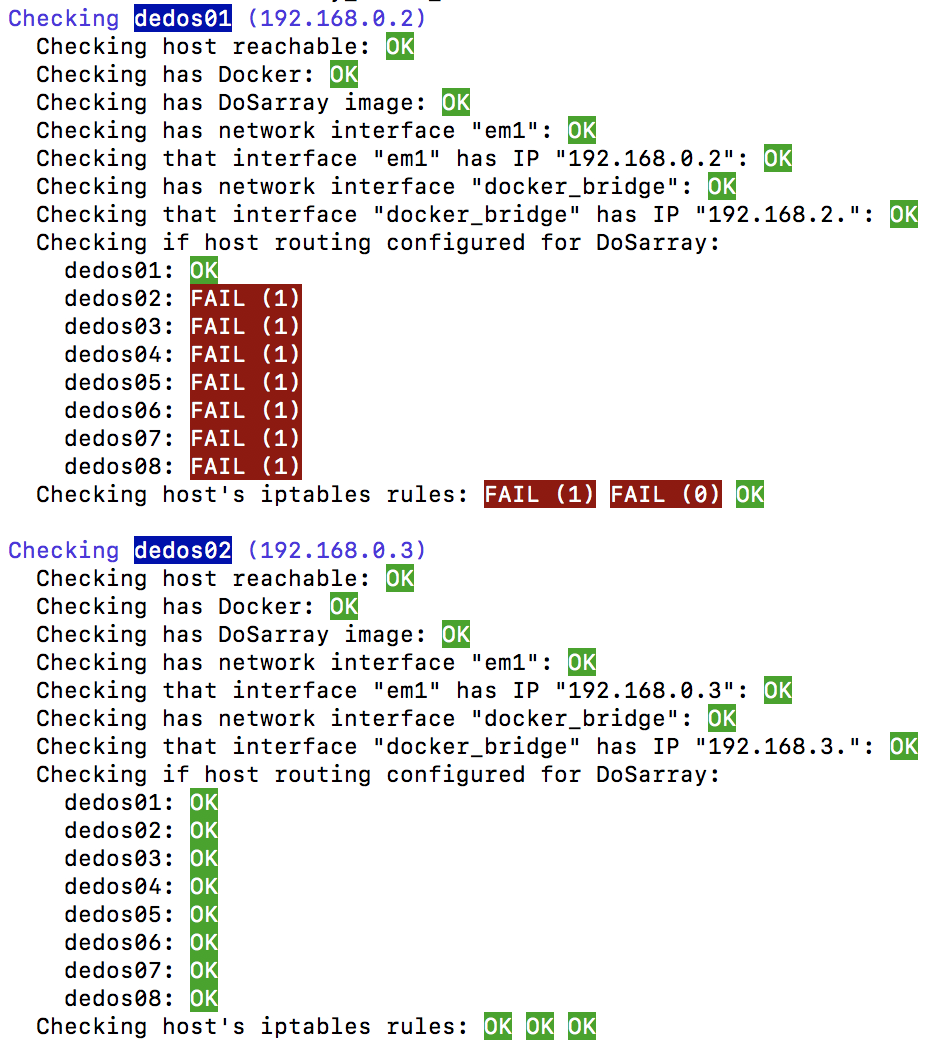 Checking dedos01 (192.168.0.2)
Checking host reachable: OK
Checking has Docker: OK
Checking has DoSarray image: OK
Checking has network interface "em1": OK
Checking that interface "em1" has IP "192.168.0.2": OK
Checking has network interface "docker_bridge": OK
Checking that interface "docker_bridge" has IP "192.168.2.": OK
Checking if host routing configured for DoSarray:
dedos01: OK
dedos02: FAIL (1)
dedos03: FAIL (1)
dedos04: FAIL (1)
dedos05: FAIL (1)
dedos06: FAIL (1)
dedos07: FAIL (1)
dedos08: FAIL (1)
Checking host's iptables rules: FAIL (1) FAIL (0) OK
Checking dedos02 (192.168.0.3)
Checking host reachable: OK
Checking has Docker: OK
Checking has DoSarray image: OK
Checking has network interface "em1": OK
Checking that interface "em1" has IP "192.168.0.3": OK
Checking has network interface "docker_bridge": OK
Checking that interface "docker_bridge" has IP "192.168.3.": OK
Checking if host routing configured for DoSarray:
dedos01: OK
dedos02: OK
dedos03: OK
dedos04: OK
dedos05: OK
dedos06: OK
dedos07: OK
dedos08: OK
Checking host's iptables rules: OK OK OK